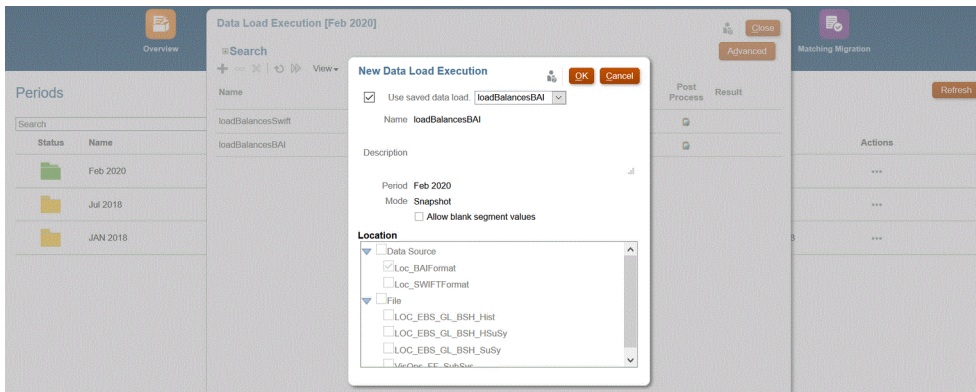 Overview
Matching Migration
Data Load Execution [Feb 2020]
Close
Search
Advanced
View
Name
Post Process
Result
loadBalancesSwift
loadBalancesBAI
Periods
Refresh
Search
Status Name Actions
Feb 2020
Jul 2018
JAN 2018
8
New Data Load Execution
OK Cancel
Use saved data load. loadBalancesBAI
Name loadBalancesBAI
Description
Period Feb 2020
Mode Snapshot
Allow blank segment values
Location
Data Source
Loc_BAIFormat
Loc_SWIFTFormat
File
LOC_EBS_GL_BSH_Hist
LOC_EBS_GL_BSH_HSuSy
LOC_EBS_GL_BSH_SuSy
VisOps_EF_SubSys